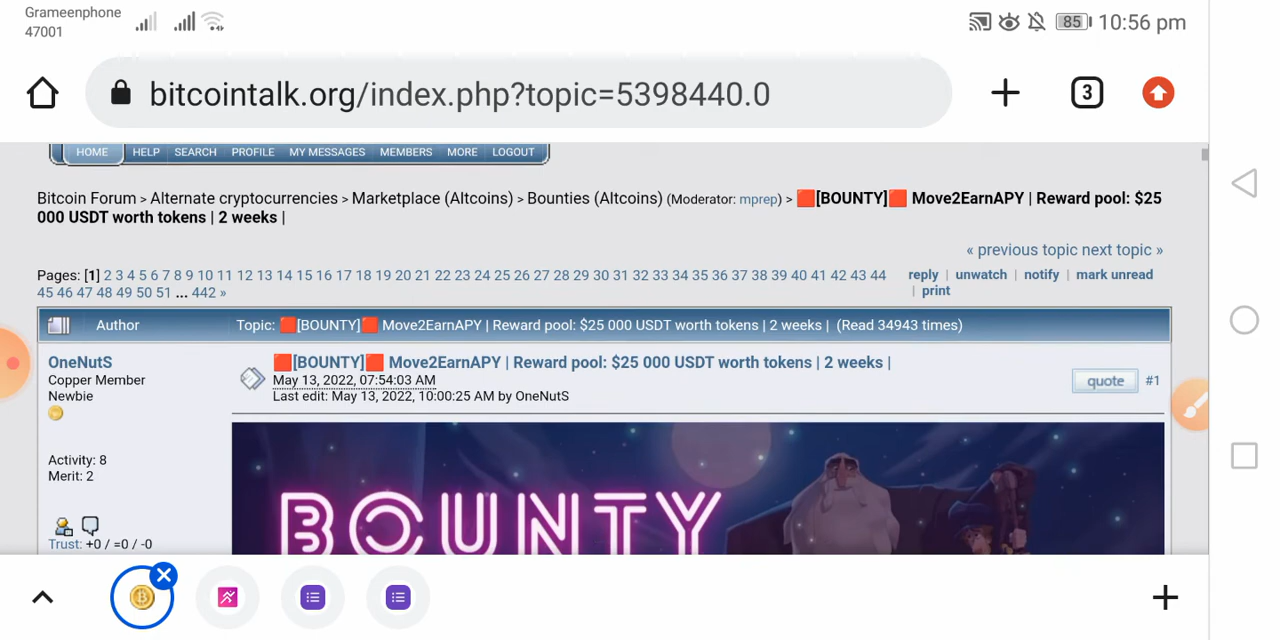 Grameenphone
47001
85 10:56 pm
bitcointalk.org/index.php?topic=5398440.0
3
HOME HELP SEARCH PROFILE MY MESSAGES MEMBERS MORE LOGOUT
Bitcoin Forum > Alternate cryptocurrencies > Marketplace (Altcoins) > Bounties (Altcoins) (Moderator: mprep) > 🟥[BOUNTY]🟥 Move2EarnAPY | Reward pool: $25
000 USDT worth tokens | 2 weeks |
« previous topic next topic »
Pages: [1] 2 3 4 5 6 7 8 9 10 11 12 13 14 15 16 17 18 19 20 21 22 23 24 25 26 27 28 29 30 31 32 33 34 35 36 37 38 39 40 41 42 43 44
45 46 47 48 49 50 51 ... 442 »
reply | unwatch | notify | mark unread
| print
Author Topic: 🟥[BOUNTY]🟥 Move2EarnAPY | Reward pool: $25 000 USDT worth tokens | 2 weeks | (Read 34943 times)
OneNutS
Copper Member
Newbie
Activity: 8
Merit: 2
Trust: +0 / =0 / -0
🟥[BOUNTY]🟥 Move2EarnAPY | Reward pool: $25 000 USDT worth tokens | 2 weeks |
May 13, 2022, 07:54:03 AM
Last edit: May 13, 2022, 10:00:25 AM by OneNutS
quote #1
BOUNTY